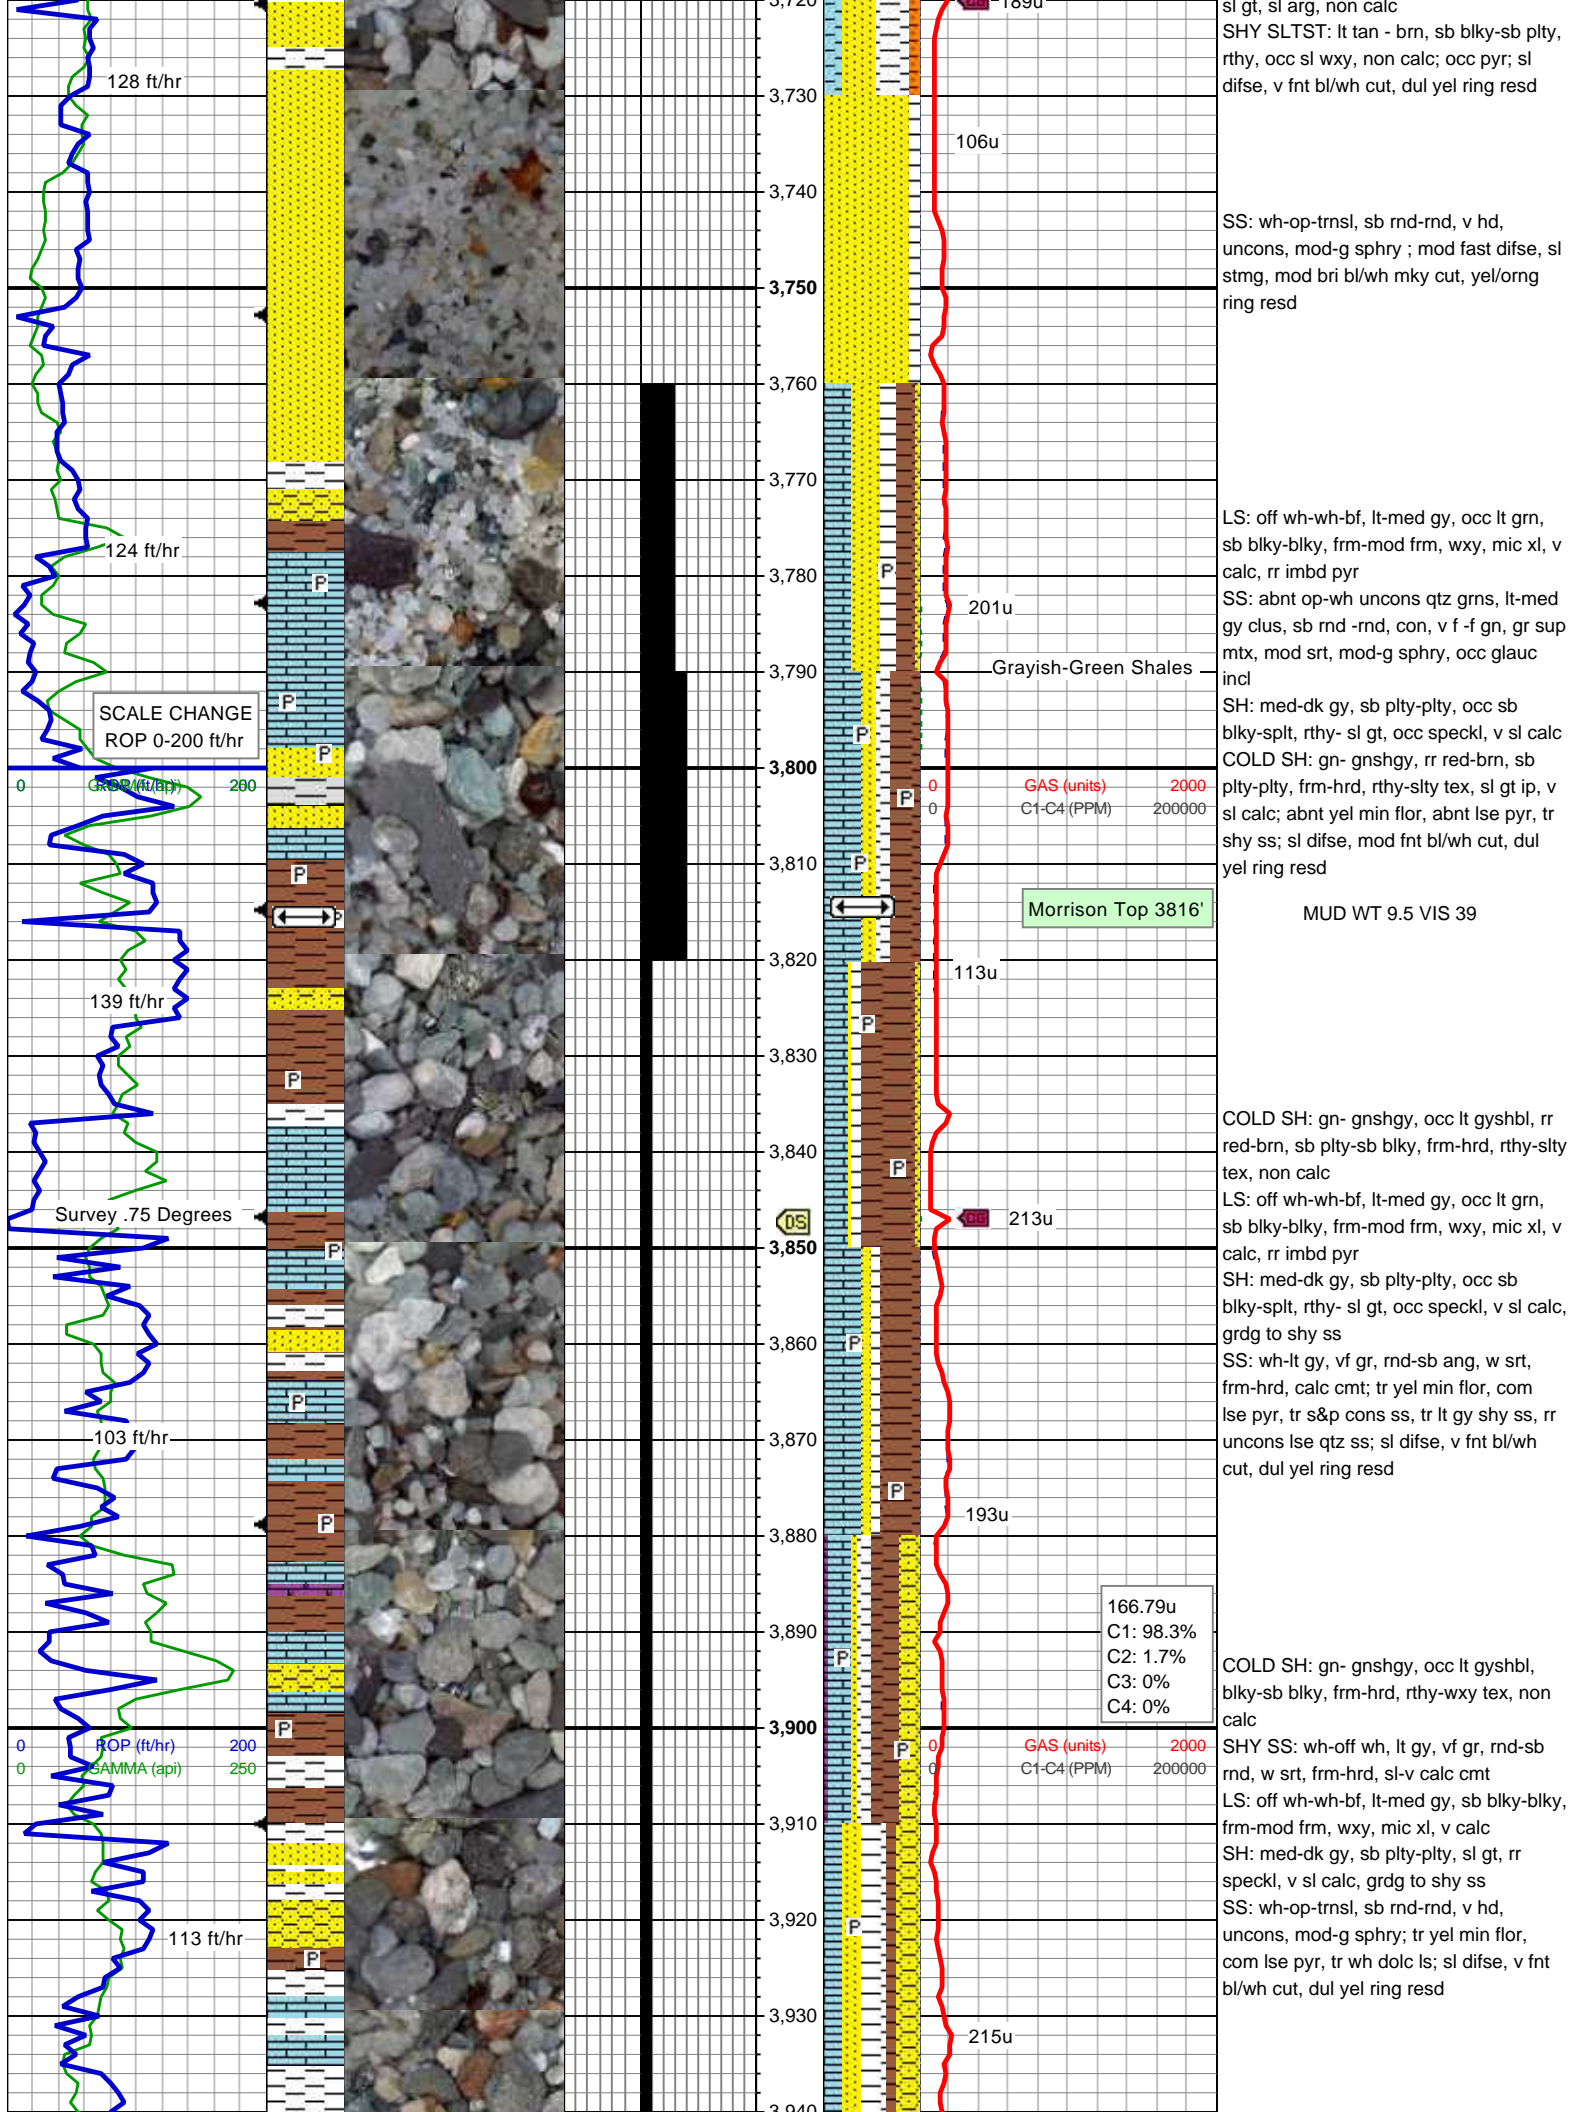 3,720
189u
sl gt, sl arg, non calc
SHY SLTST: lt tan - brn, sb blky-sb plty,
rthy, occ sl wxy, non calc; occ pyr; sl
difse, v fnt bl/wh cut, dul yel ring resd
128 ft/hr
3,730
106u
3,740
SS: wh-op-trnsl, sb rnd-rnd, v hd,
uncons, mod-g sphry ; mod fast difse, sl
stmg, mod bri bl/wh mky cut, yel/orng
ring resd
3,750
3,760
3,770
LS: off wh-wh-bf, lt-med gy, occ lt grn,
sb blky-blky, frm-mod frm, wxy, mic xl, v
calc, rr imbd pyr
124 ft/hr
P
P
3,780
201u
SS: abnt op-wh uncons qtz grns, lt-med
gy clus, sb rnd -rnd, con, v f -f gn, gr sup
mtx, mod srt, mod-g sphry, occ glauc
incl
3,790
Grayish-Green Shales
P
SH: med-dk gy, sb plty-plty, occ sb
blky-splt, rthy- sl gt, occ speckl, v sl calc
SCALE CHANGE
ROP 0-200 ft/hr
P
P
3,800
COLD SH: gn- gnshgy, rr red-brn, sb
plty-plty, frm-hrd, rthy-slty tex, sl gt ip, v
sl calc; abnt yel min flor, abnt lse pyr, tr
shy ss; sl difse, mod fnt bl/wh cut, dul
yel ring resd
0 GAS (units) 2000
0 C1-C4 (PPM) 200000
P
3,810
P
P
P
Morrison Top 3816'
MUD WT 9.5 VIS 39
3,820
113u
139 ft/hr
P
3,830
P
3,840
P
COLD SH: gn- gnshgy, occ lt gyshbl, rr
red-brn, sb plty-sb blky, frm-hrd, rthy-slty
tex, non calc
LS: off wh-wh-bf, lt-med gy, occ lt grn,
sb blky-blky, frm-mod frm, wxy, mic xl, v
calc, rr imbd pyr
Survey .75 Degrees
DS
DS
213u
3,850
P
SH: med-dk gy, sb plty-plty, occ sb
blky-splt, rthy- sl gt, occ speckl, v sl calc,
grdg to shy ss
3,860
P
SS: wh-lt gy, vf gr, rnd-sb ang, w srt,
frm-hrd, calc cmt; tr yel min flor, com
lse pyr, tr s&p cons ss, tr lt gy shy ss, rr
uncons lse qtz ss; sl difse, v fnt bl/wh
cut, dul yel ring resd
P
103 ft/hr
3,870
P
P
193u
3,880
166.79u
C1: 98.3%
C2: 1.7%
C3: 0%
C4: 0%
3,890
P
COLD SH: gn- gnshgy, occ lt gyshbl,
blky-sb blky, frm-hrd, rthy-wxy tex, non
calc
P
3,900
P
0 ROP (ft/hr) 200
0 GAMMA (api) 250
0 GAS (units) 2000
0 C1-C4 (PPM) 200000
SHY SS: wh-off wh, lt gy, vf gr, rnd-sb
rnd, w srt, frm-hrd, sl-v calc cmt
LS: off wh-wh-bf, lt-med gy, sb blky-blky,
frm-mod frm, wxy, mic xl, v calc
3,910
SH: med-dk gy, sb plty-plty, sl gt, rr
speckl, v sl calc, grdg to shy ss
SS: wh-op-trnsl, sb rnd-rnd, v hd,
uncons, mod-g sphry; tr yel min flor,
com lse pyr, tr wh dolc ls; sl difse, v fnt
bl/wh cut, dul yel ring resd
3,920
P
113 ft/hr
P
3,930
215u
3,940